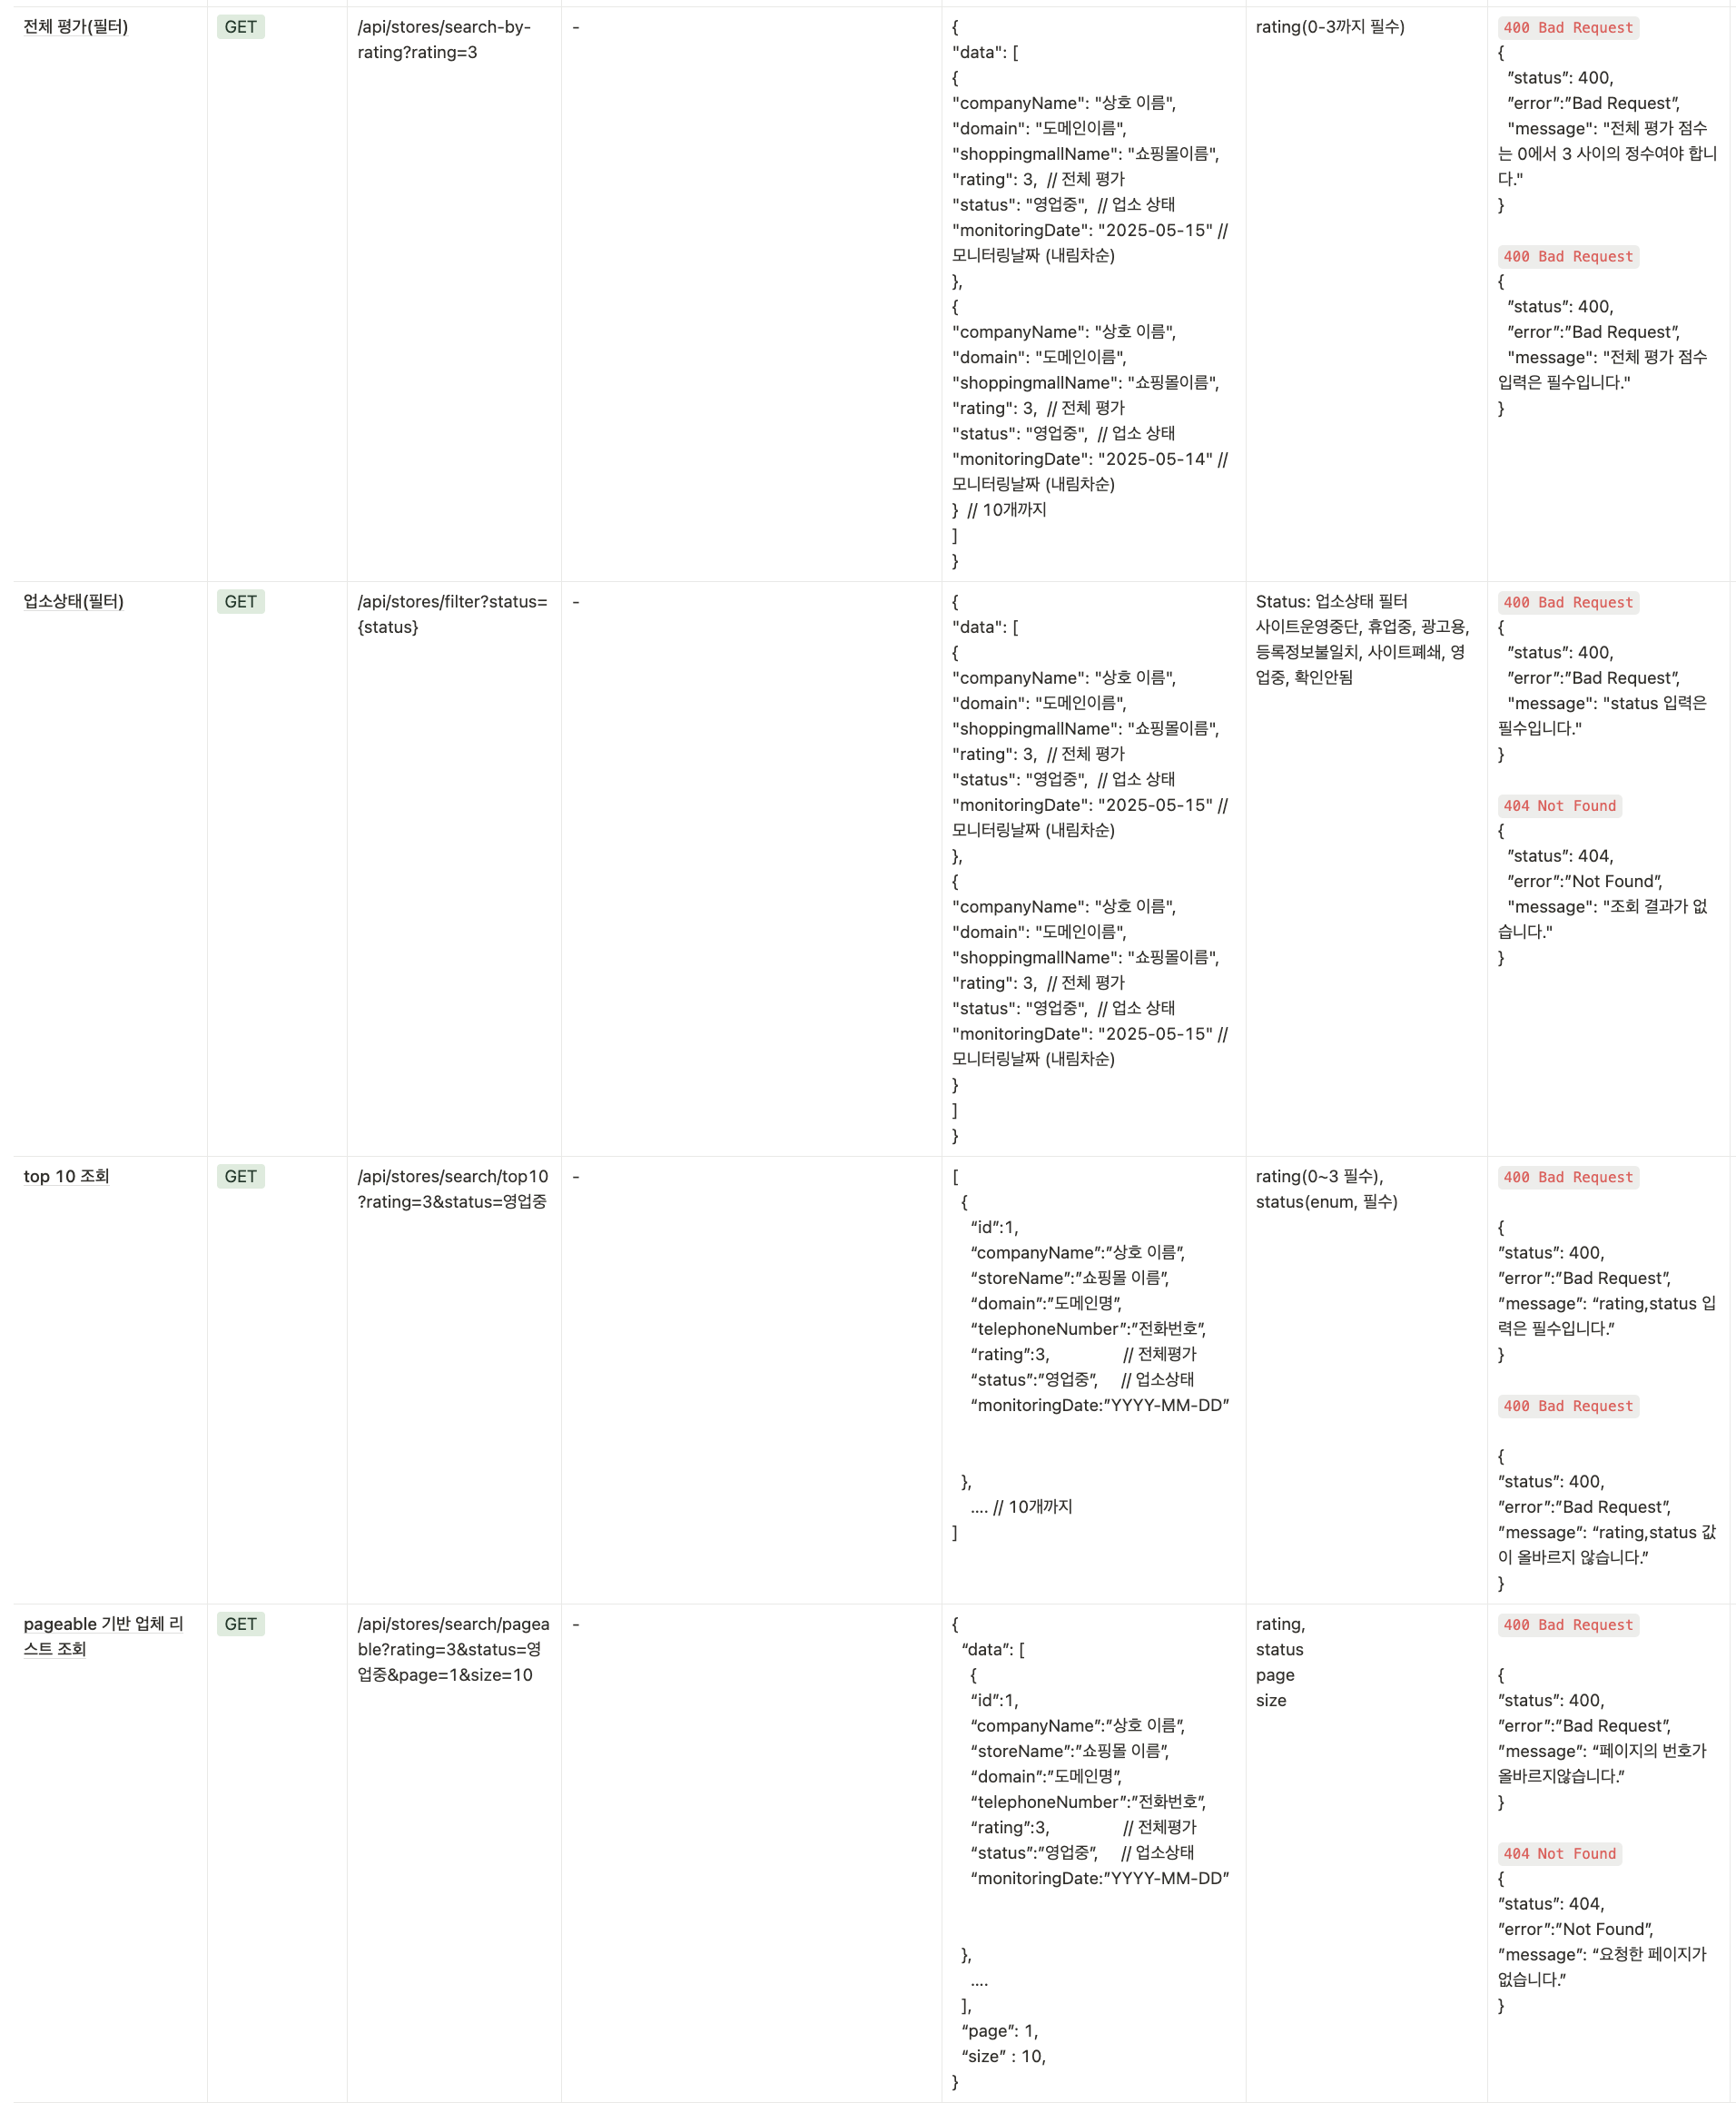 전체 평가(필터)
GET
/api/stores/search-by-
rating?rating=3
-
{
"data": [
{
"companyName": "상호 이름",
"domain": "도메인이름",
"shoppingmallName": "쇼핑몰이름",
"rating": 3,  // 전체 평가
"status": "영업중",  // 업소 상태
"monitoringDate": "2025-05-15" //
모니터링날짜 (내림차순)
},
{
"companyName": "상호 이름",
"domain": "도메인이름",
"shoppingmallName": "쇼핑몰이름",
"rating": 3,  // 전체 평가
"status": "영업중",  // 업소 상태
"monitoringDate": "2025-05-14" //
모니터링날짜 (내림차순)
}  // 10개까지
]
}
rating(0-3까지 필수)
400 Bad Request
{
”status”: 400,
”error”:”Bad Request”,
"message": "전체 평가 점수
는 0에서 3 사이의 정수여야 합니
다."
}
400 Bad Request
{
”status”: 400,
”error”:”Bad Request”,
"message": "전체 평가 점수
입력은 필수입니다."
}
업소상태(필터)
GET
/api/stores/filter?status=
{status}
-
{
"data": [
{
"companyName": "상호 이름",
"domain": "도메인이름",
"shoppingmallName": "쇼핑몰이름",
"rating": 3,  // 전체 평가
"status": "영업중",  // 업소 상태
"monitoringDate": "2025-05-15" //
모니터링날짜 (내림차순)
},
{
"companyName": "상호 이름",
"domain": "도메인이름",
"shoppingmallName": "쇼핑몰이름",
"rating": 3,  // 전체 평가
"status": "영업중",  // 업소 상태
"monitoringDate": "2025-05-15" //
모니터링날짜 (내림차순)
}
]
}
Status: 업소상태 필터
사이트운영중단, 휴업중, 광고용,
등록정보불일치, 사이트폐쇄, 영
업중, 확인안됨
400 Bad Request
{
”status”: 400,
”error”:”Bad Request”,
"message": "status 입력은
필수입니다."
}
404 Not Found
{
”status”: 404,
”error”:”Not Found”,
"message": "조회 결과가 없
습니다."
}
top 10 조회
GET
/api/stores/search/top10
?rating=3&status=영업중
-
[
{
“id”:1,
“companyName”:”상호 이름”,
“storeName”:”쇼핑몰 이름”,
“domain”:”도메인명”,
“telephoneNumber”:”전화번호”,
“rating”:3,  // 전체평가
“status”:”영업중”,  // 업소상태
“monitoringDate:”YYYY-MM-DD”
},
.... // 10개까지
]
rating(0~3 필수),
status(enum, 필수)
400 Bad Request
{
”status”: 400,
”error”:”Bad Request”,
”message”: “rating,status 입
력은 필수입니다.”
}
400 Bad Request
{
”status”: 400,
”error”:”Bad Request”,
”message”: “rating,status 값
이 올바르지 않습니다.”
}
pageable 기반 업체 리
스트 조회
GET
/api/stores/search/pagea
ble?rating=3&status=영
업중&page=1&size=10
-
{
“data”: [
{
“id”:1,
“companyName”:”상호 이름”,
“storeName”:”쇼핑몰 이름”,
“domain”:”도메인명”,
“telephoneNumber”:”전화번호”,
“rating”:3,  // 전체평가
“status”:”영업중”,  // 업소상태
“monitoringDate:”YYYY-MM-DD”
},
....
],
“page”: 1,
“size” : 10,
}
rating,
status
page
size
400 Bad Request
{
”status”: 400,
”error”:”Bad Request”,
”message”: “페이지의 번호가
올바르지않습니다.”
}
404 Not Found
{
”status”: 404,
”error”:”Not Found”,
”message”: “요청한 페이지가
없습니다.”
}